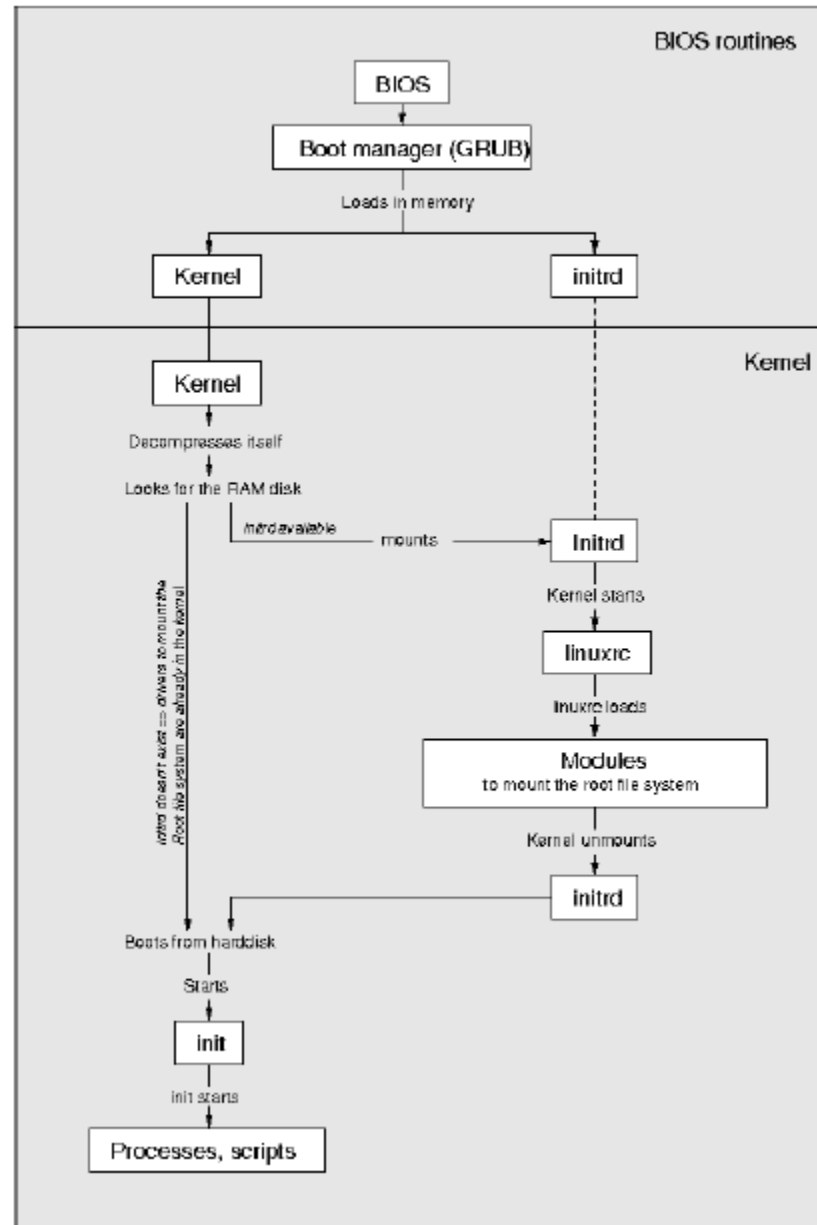 BIOS routines
BIOS
Boot manager (GRUB)
Loads in memory
Kernel
initrd
Kernel
Kernel
Decompresses itself
Looks for the RAM disk
Initrd available
mounts
Initrd
Kernel starts
linuxrc
linuxrc loads
Modules
to mount the root file system
Kernel unmounts
initrd
Initrd doesn't exist => drivers to mount the
Root file system are already in the kernel
Boots from harddisk
Starts
init
init starts
Processes, scripts